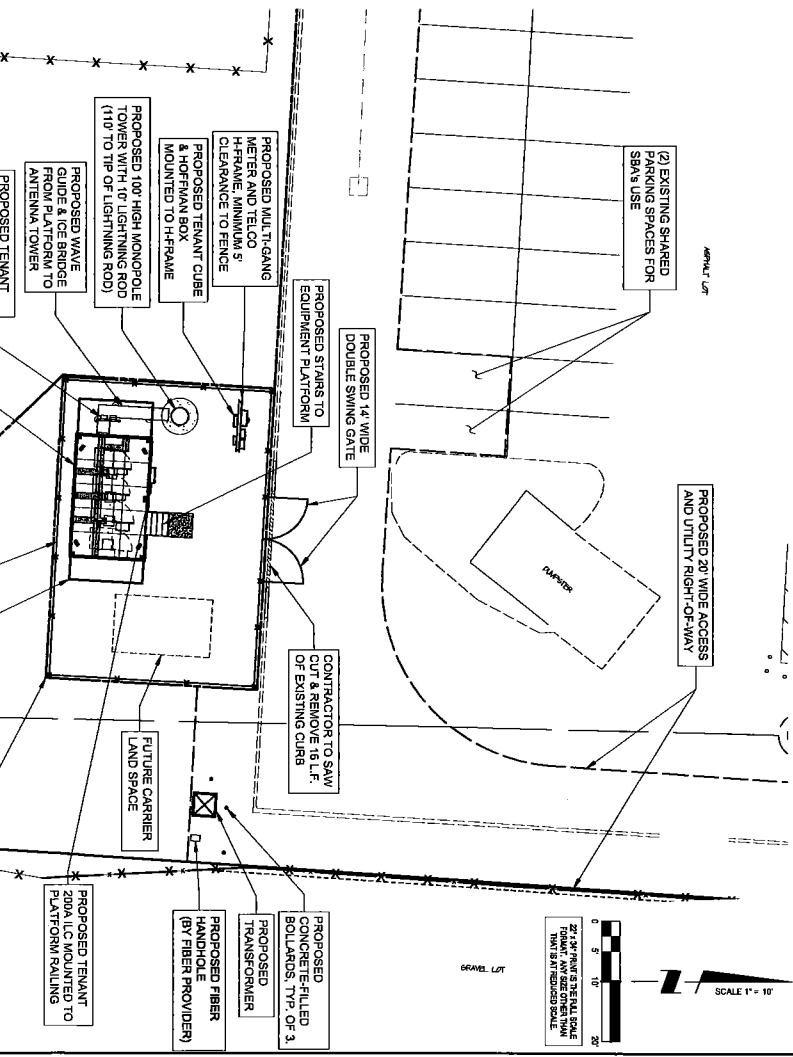 ASPHALT LOT
(2) EXISTING SHARED
PARKING SPACES FOR
SBA's USE
PROPOSED 20' WIDE ACCESS
AND UTILITY RIGHT-OF-WAY
DUMPSTER
PROPOSED 14' WIDE
DOUBLE SWING GATE
PROPOSED STAIRS TO
EQUIPMENT PLATFORM
PROPOSED MULTI-GANG
METER AND TELCO
H-FRAME, MINIMUM 5'
CLEARANCE TO FENCE
PROPOSED TENANT CUBE
& HOFFMAN BOX
MOUNTED TO H-FRAME
PROPOSED 100' HIGH MONOPOLE
TOWER WITH 10' LIGHTNING ROD
(110' TO TIP OF LIGHTNING ROD)
PROPOSED WAVE
GUIDE & ICE BRIDGE
FROM PLATFORM TO
ANTENNA TOWER
PROPOSED TENANT
CONTRACTOR TO SAW
CUT & REMOVE 16 L.F.
OF EXISTING CURB
FUTURE CARRIER
LAND SPACE
PROPOSED
CONCRETE-FILLED
BOLLARDS, TYP. OF 3.
PROPOSED
TRANSFORMER
PROPOSED FIBER
HANDHOLE
(BY FIBER PROVIDER)
PROPOSED TENANT
200A ILC MOUNTED TO
PLATFORM RAILING
GRAVEL LOT
SCALE 1" = 10'
0 5' 10' 20'
22" x 34" PRINT IS THE FULL SCALE
FORMAT. ANY SIZE OTHER THAN
THAT IS AT REDUCED SCALE.